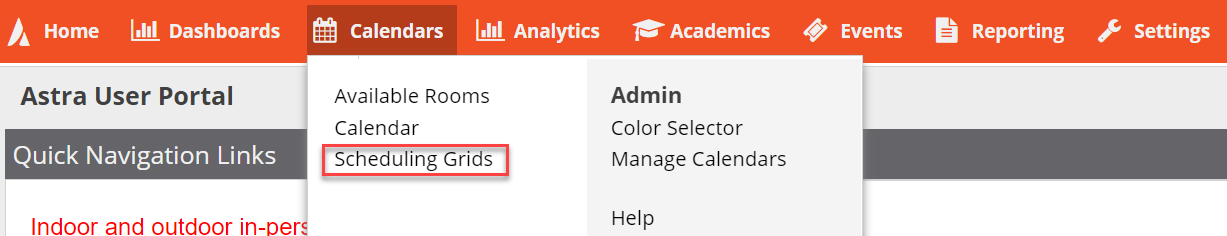 Home Dashboards Calendars Analytics Academics Events Reporting Settings
Astra User Portal
Quick Navigation Links
Indoor and outdoor in-pers
Available Rooms
Calendar
Scheduling Grids
Admin
Color Selector
Manage Calendars
Help